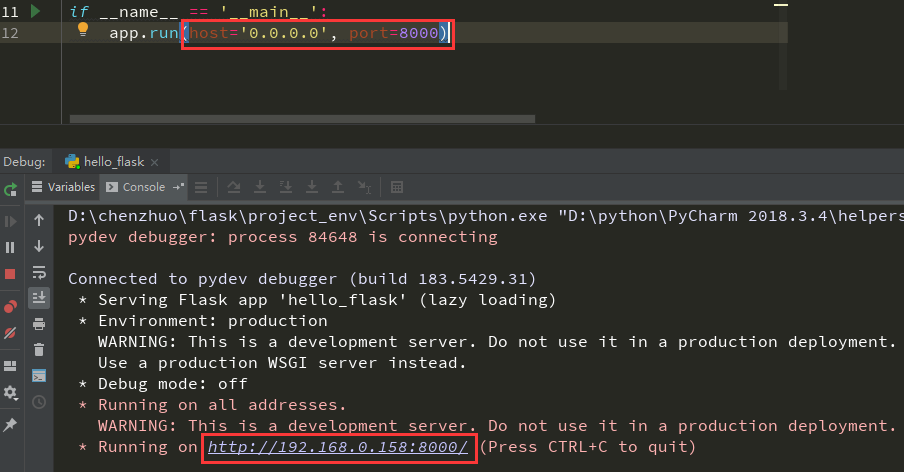 11 if __name__ == '__main__':
12 app.run(host='0.0.0.0', port=8000)
Debug: hello_flask ×
Variables Console
D:\chenzhuo\flask\project_env\Scripts\python.exe "D:\python\PyCharm 2018.3.4\helpers
pydev debugger: process 84648 is connecting
Connected to pydev debugger (build 183.5429.31)
* Serving Flask app 'hello_flask' (lazy loading)
* Environment: production
WARNING: This is a development server. Do not use it in a production deployment.
Use a production WSGI server instead.
* Debug mode: off
* Running on all addresses.
WARNING: This is a development server. Do not use it in a production deployment.
* Running on http://192.168.0.158:8000/ (Press CTRL+C to quit)